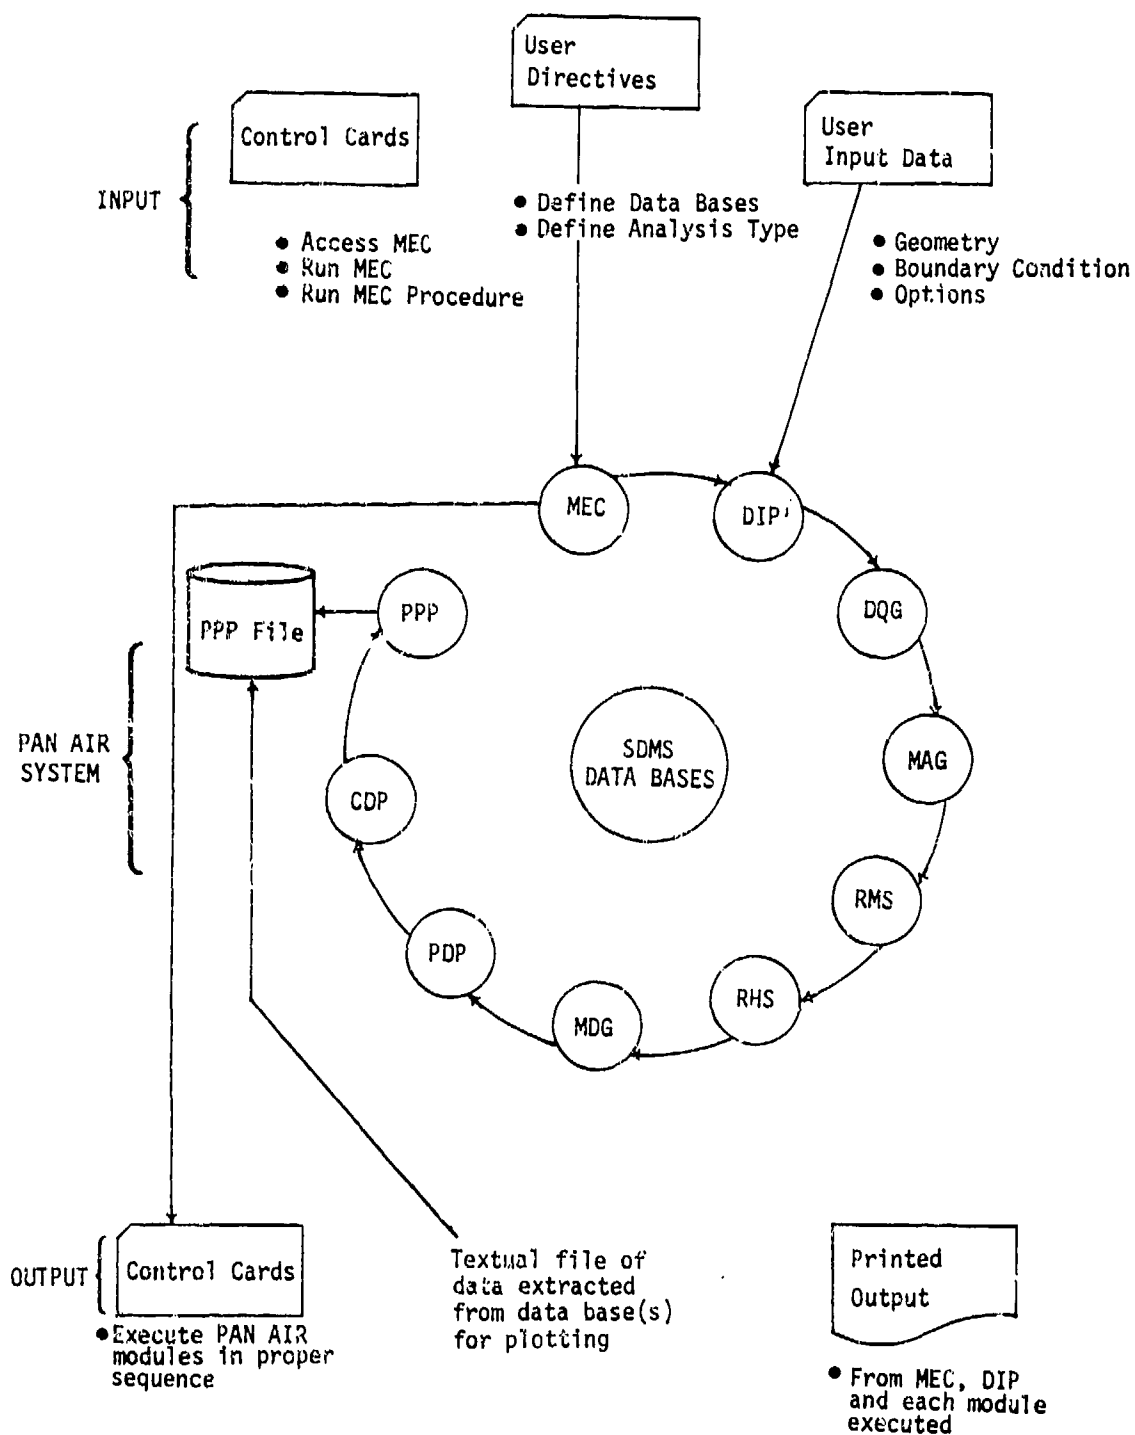 User
Directives
Control Cards
User
Input Data
INPUT
● Define Data Bases
● Define Analysis Type
● Access MEC
● Run MEC
● Run MEC Procedure
● Geometry
● Boundary Condition
● Options
MEC
DIP
PPP File
PPP
DQG
PAN AIR
SYSTEM
SDMS
DATA BASES
MAG
CDP
RMS
PDP
RHS
MDG
OUTPUT
Control Cards
● Execute PAN AIR
modules in proper
sequence
Textual file of
data extracted
from data base(s)
for plotting
Printed
Output
● From MEC, DIP
and each module
executed